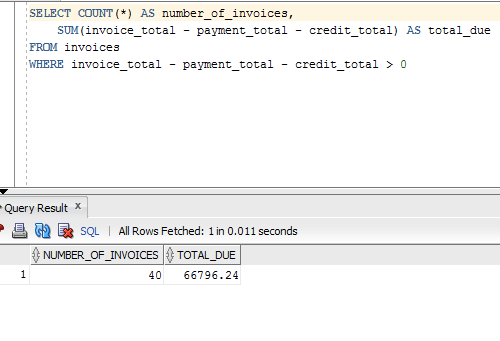 SELECT COUNT(*) AS number_of_invoices,
SUM(invoice_total - payment_total - credit_total) AS total_due
FROM invoices
WHERE invoice_total - payment_total - credit_total > 0
Query Result x
SQL | All Rows Fetched: 1 in 0.011 seconds
NUMBER_OF_INVOICES TOTAL_DUE
1 40 66796.24